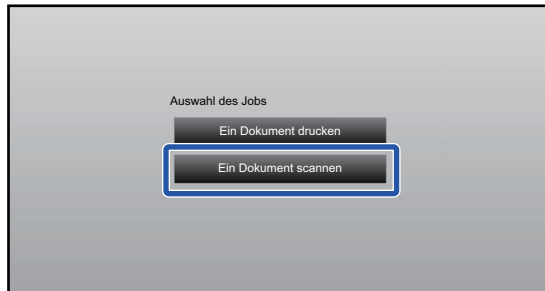 Auswahl des Jobs
Ein Dokument drucken
Ein Dokument scannen